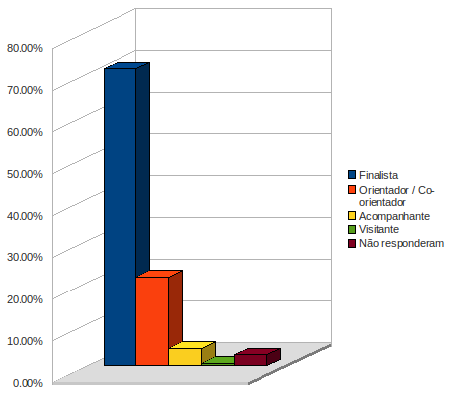 80.00%
70.00%
60.00%
50.00%
40.00%
30.00%
20.00%
10.00%
0.00%
Finalista
Orientador / Co-
orientador
Acompanhante
Visitante
Não responderam